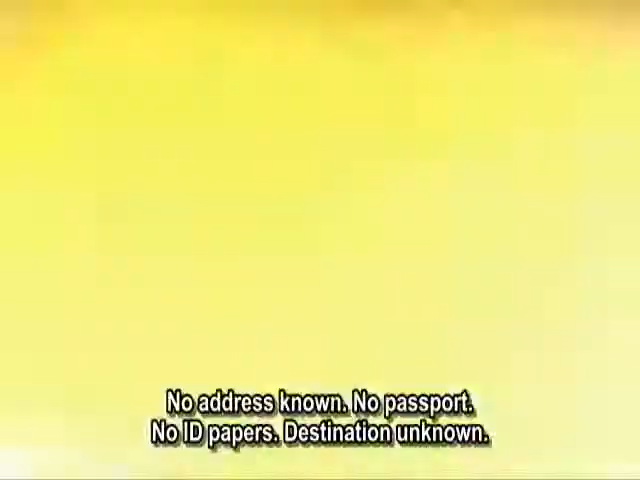 No address known. No passport.
No ID papers. Destination unknown.